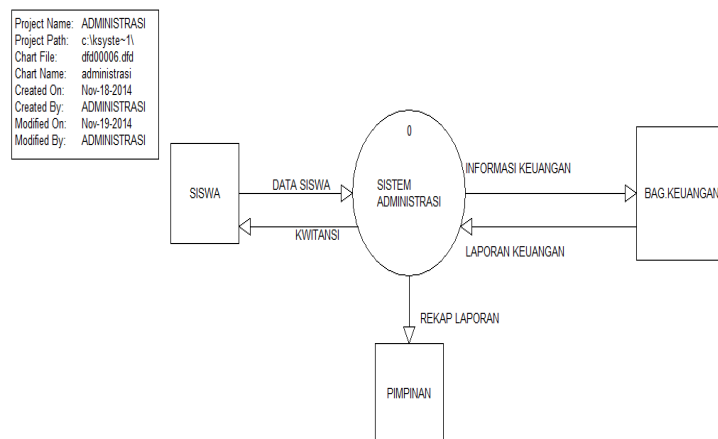 Project Name: ADMINISTRASI
Project Path: c:\ksyste~1\
Chart File: dfd00006.dfd
Chart Name: administrasi
Created On: Nov-18-2014
Created By: ADMINISTRASI
Modified On: Nov-19-2014
Modified By: ADMINISTRASI
0
SISWA
DATA SISWA
KWITANSI
SISTEM
ADMINISTRASI
INFORMASI KEUANGAN
LAPORAN KEUANGAN
BAG.KEUANGAN
REKAP LAPORAN
PIMPINAN